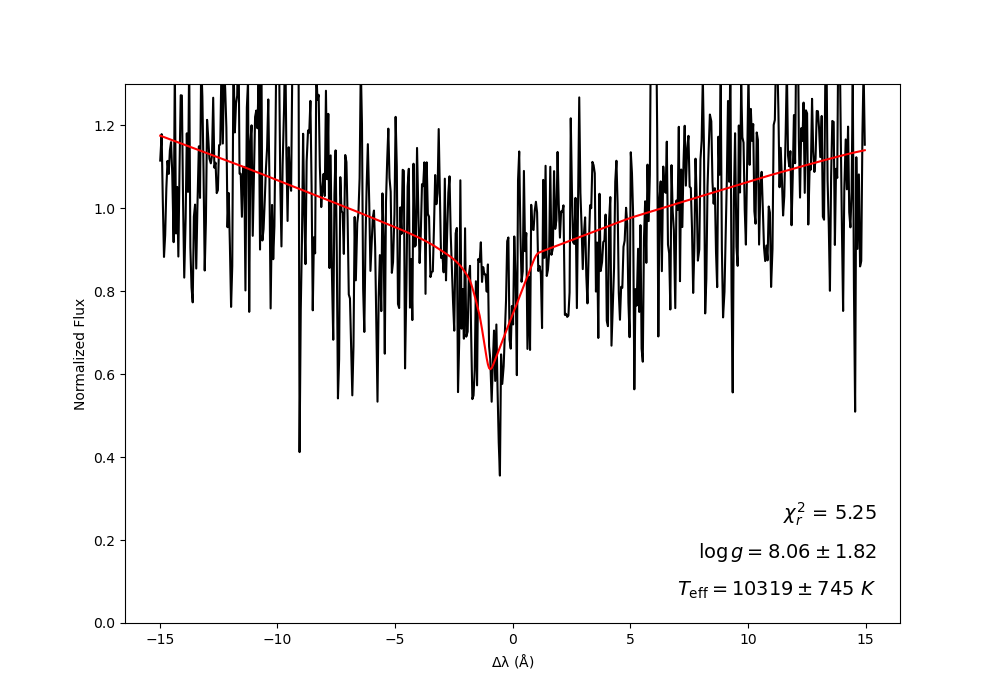 1.2
1.0
0.8
0.6
0.4
0.2
0.0
Normalized Flux
χ²ᵣ = 5.25
log g = 8.06 ± 1.82
T_eff = 10319 ± 745 K
−15 −10 −5 0 5 10 15
Δλ (Å)